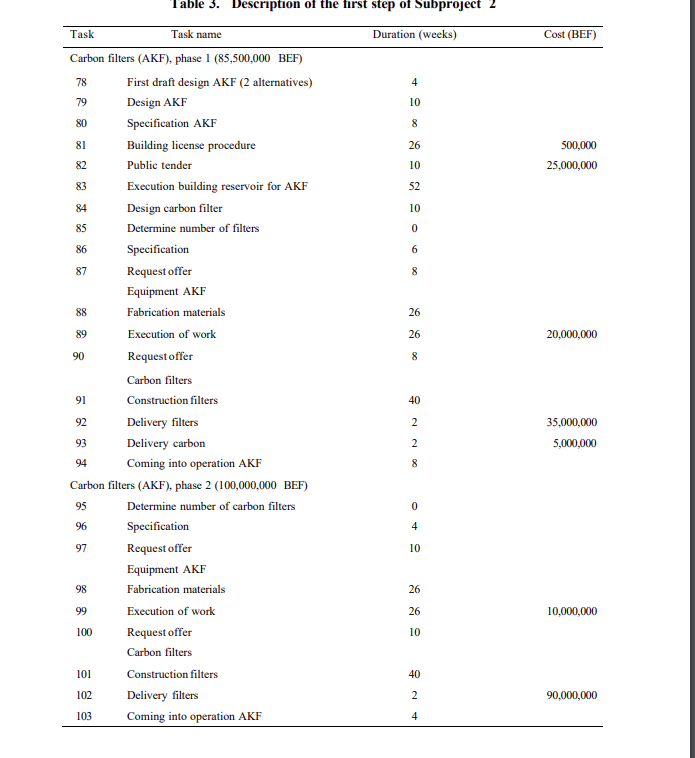 Table 3. Description of the first step of Subproject 2
Task Task name Duration (weeks) Cost (BEF)
Carbon filters (AKF), phase 1 (85,500,000 BEF)
78 First draft design AKF (2 alternatives) 4
79 Design AKF 10
80 Specification AKF 8
81 Building license procedure 26 500,000
82 Public tender 10 25,000,000
83 Execution building reservoir for AKF 52
84 Design carbon filter 10
85 Determine number of filters 0
86 Specification 6
87 Request offer 8
Equipment AKF
88 Fabrication materials 26
89 Execution of work 26 20,000,000
90 Request offer 8
Carbon filters
91 Construction filters 40
92 Delivery filters 2 35,000,000
93 Delivery carbon 2 5,000,000
94 Coming into operation AKF 8
Carbon filters (AKF), phase 2 (100,000,000 BEF)
95 Determine number of carbon filters 0
96 Specification 4
97 Request offer 10
Equipment AKF
98 Fabrication materials 26
99 Execution of work 26 10,000,000
100 Request offer 10
Carbon filters
101 Construction filters 40
102 Delivery filters 2 90,000,000
103 Coming into operation AKF 4